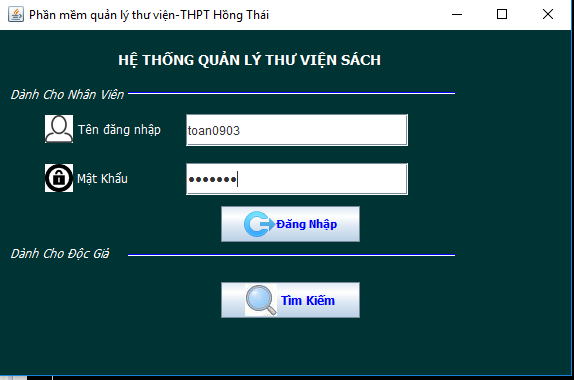 Phần mềm quản lý thư viện-THPT Hồng Thái
HỆ THỐNG QUẢN LÝ THƯ VIỆN SÁCH
Dành Cho Nhân Viên
Tên đăng nhập
toan0903
Mật Khẩu
•••••••
Đăng Nhập
Dành Cho Độc Giả
Tìm Kiếm